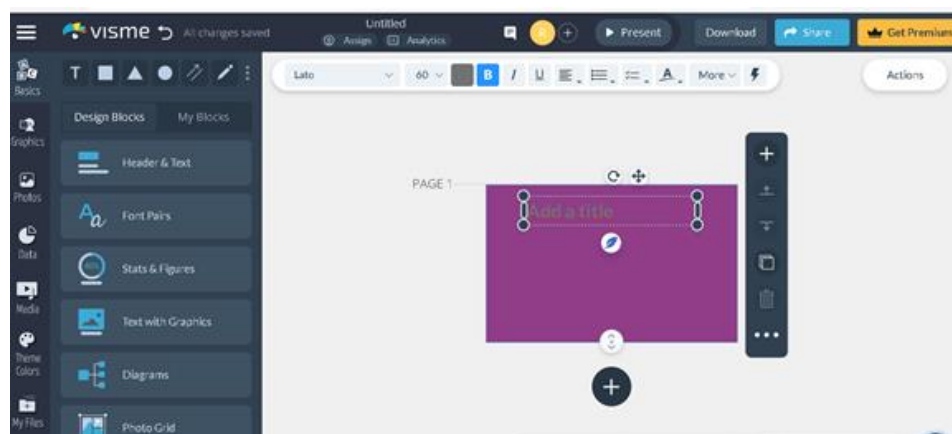 VISME All changes saved
Untitled
Assign Analytics
Present
Download
Share
Get Premium
Basics
Graphics
Photos
Data
Media
Theme Colors
My Files
T
Design Blocks My Blocks
Header & Text
Font Pairs
Stats & Figures
Text with Graphics
Diagrams
Photo Grid
Lato 60 B I U A More
Actions
PAGE 1
Add a title